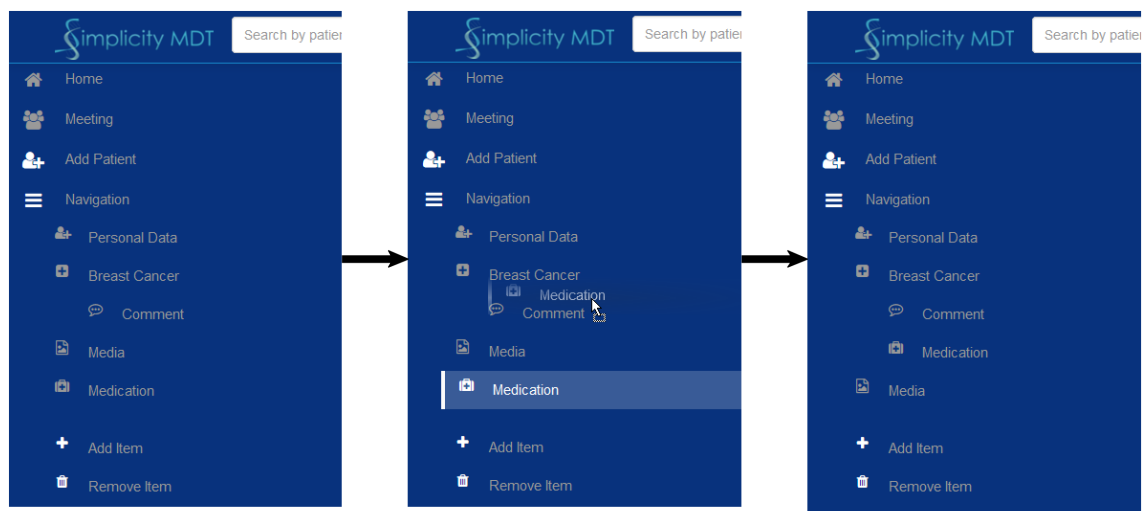 Simplicity MDT
Search by patie
Home
Meeting
Add Patient
Navigation
Personal Data
Breast Cancer
Comment
Media
Medication
Add Item
Remove Item
Simplicity MDT
Search by patie
Home
Meeting
Add Patient
Navigation
Personal Data
Breast Cancer
Medication
Comment
Media
Medication
Add Item
Remove Item
Simplicity MDT
Search by patie
Home
Meeting
Add Patient
Navigation
Personal Data
Breast Cancer
Comment
Medication
Media
Add Item
Remove Item